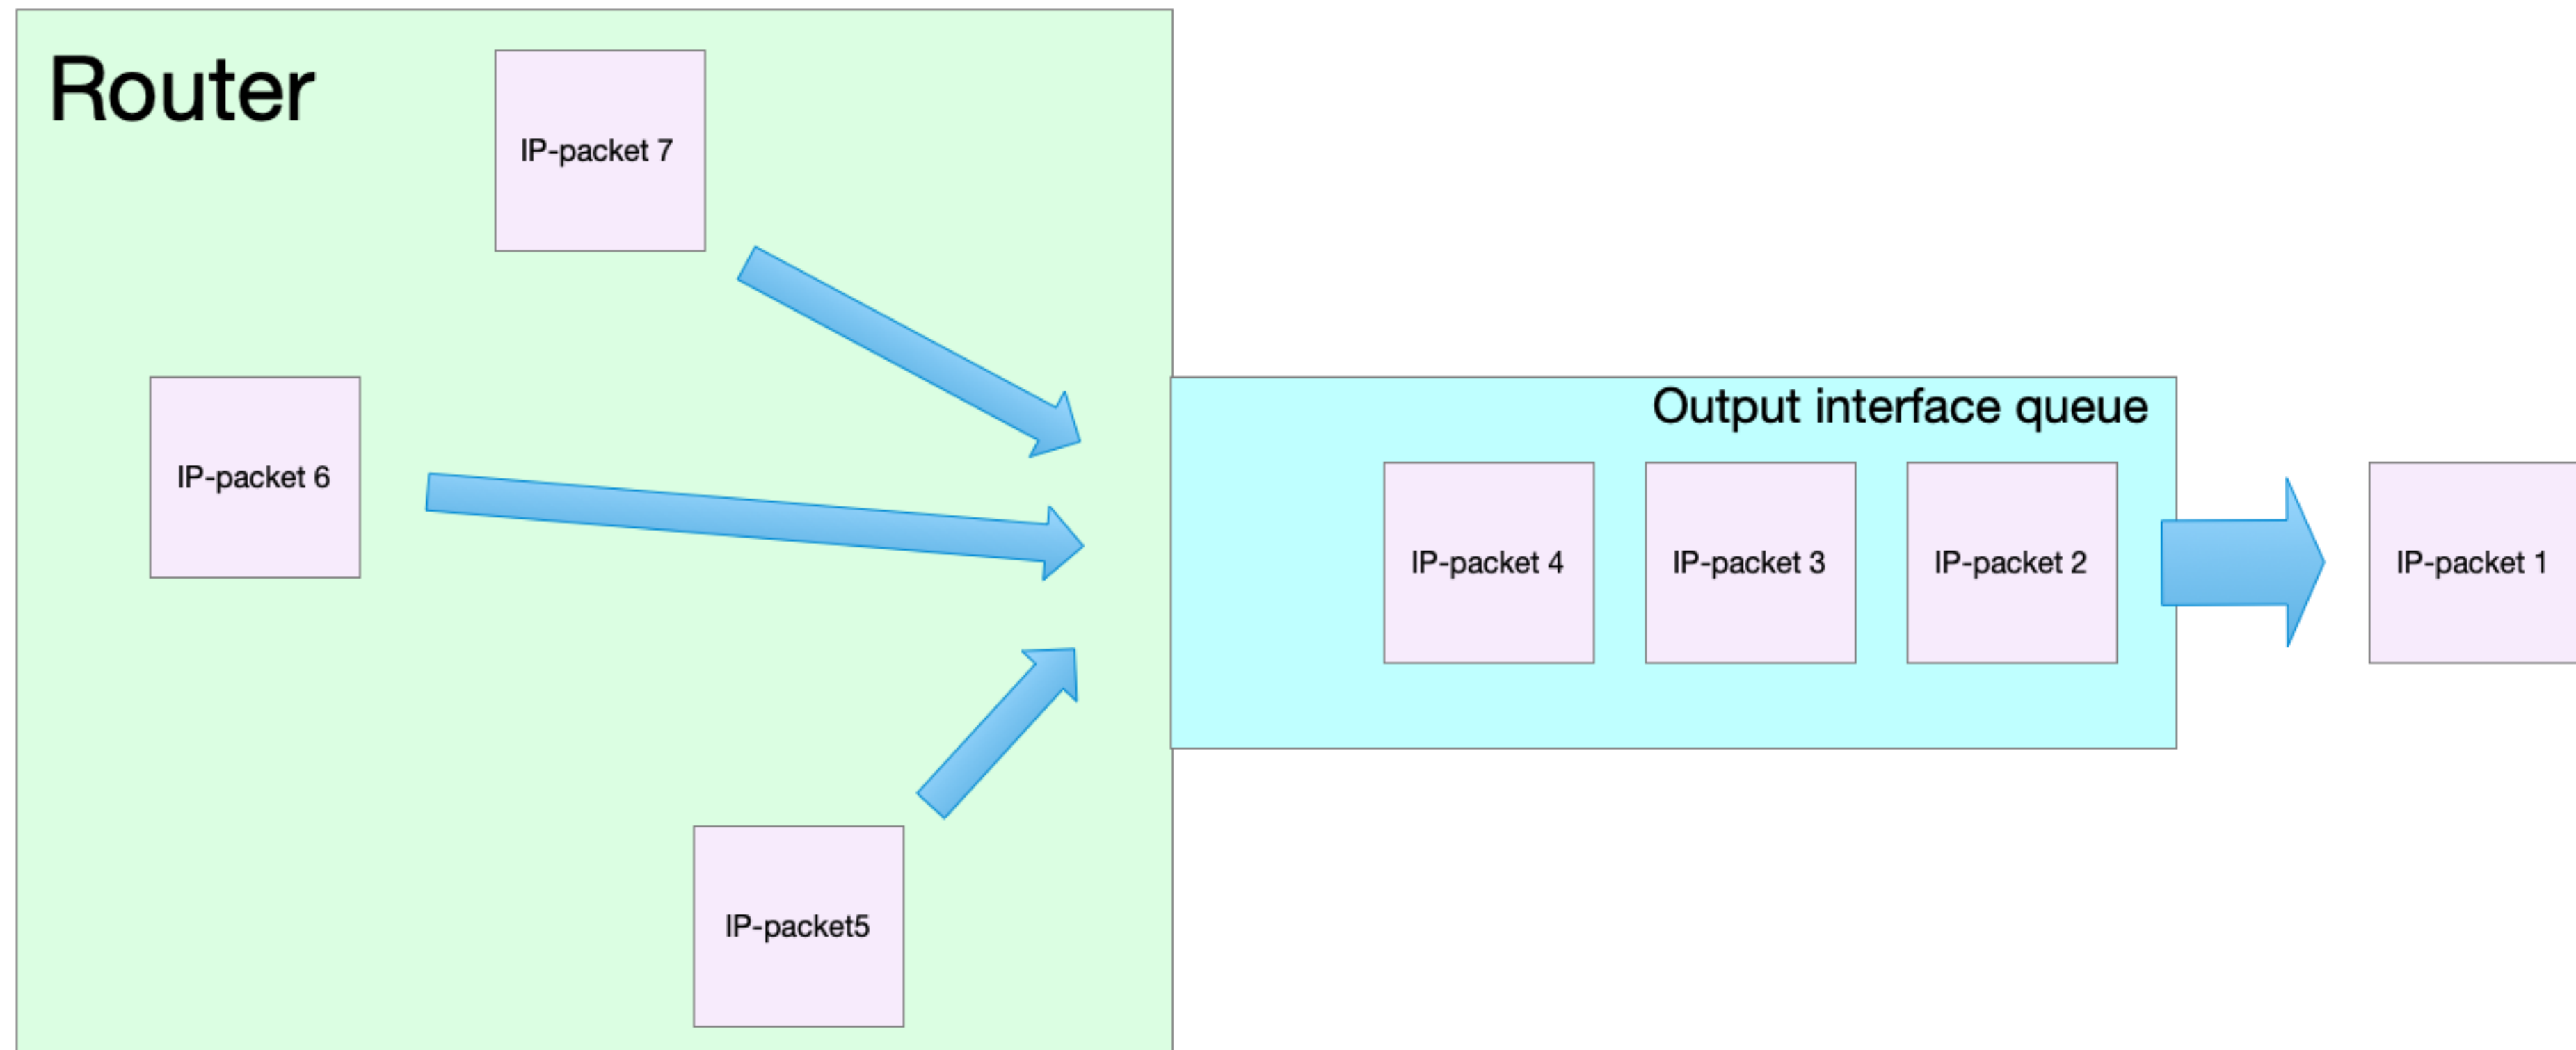 Router
IP-packet 7
IP-packet 6
IP-packet5
Output interface queue
IP-packet 4
IP-packet 3
IP-packet 2
IP-packet 1